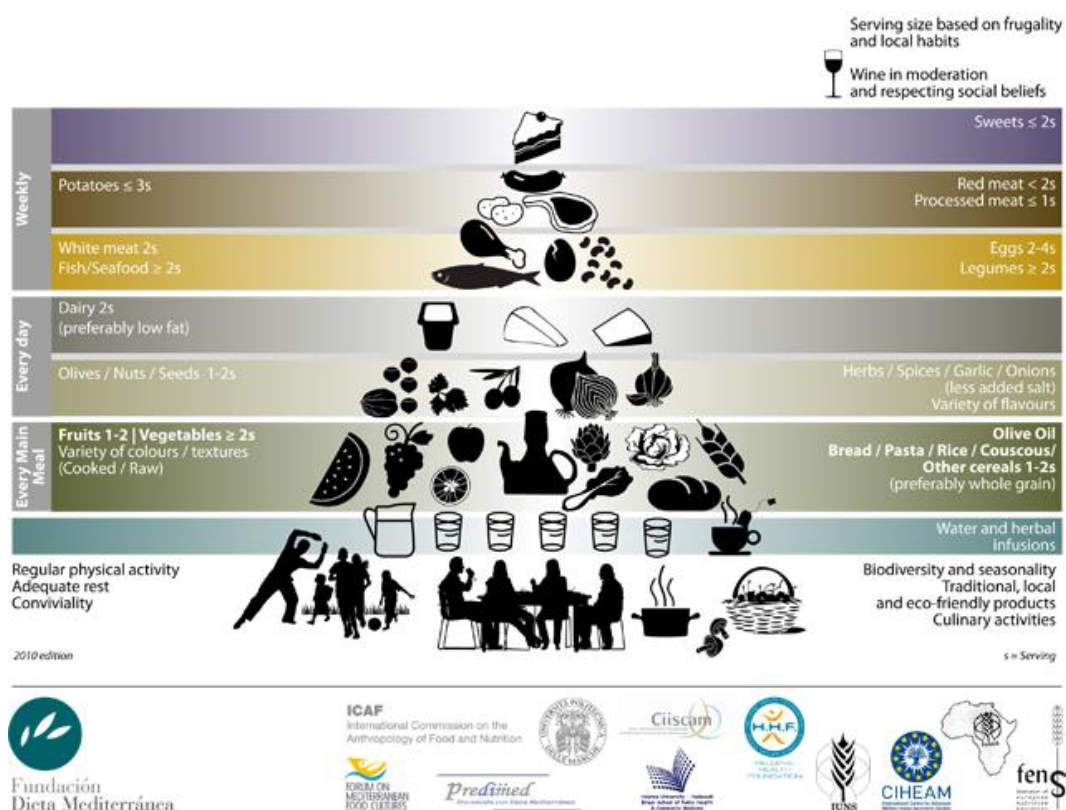 Serving size based on frugality
and local habits
Wine in moderation
and respecting social beliefs
Weekly
Sweets ≤ 2s
Potatoes ≤ 3s
Red meat < 2s
Processed meat ≤ 1s
White meat 2s
Fish/Seafood ≥ 2s
Eggs 2-4s
Legumes ≥ 2s
Every day
Dairy 2s
(preferably low fat)
Olives / Nuts / Seeds 1-2s
Herbs / Spices / Garlic / Onions
(less added salt)
Variety of flavours
Every Main
Meal
Fruits 1-2 | Vegetables ≥ 2s
Variety of colours / textures
(Cooked / Raw)
Olive Oil
Bread / Pasta / Rice / Couscous/
Other cereals 1-2s
(preferably whole grain)
Water and herbal
infusions
Regular physical activity
Adequate rest
Conviviality
Biodiversity and seasonality
Traditional, local
and eco-friendly products
Culinary activities
2010 edition
s = Serving
Fundación
Dieta Mediterránea
ICAF
International Commission on the
Anthropology of Food and Nutrition
FORUM ON
MEDITERRANEAN
FOOD CULTURES
Predimed
Ciiscam
H.H.F.
HELLENIC
HEALTH
FOUNDATION
IUNS
CIHEAM
fens